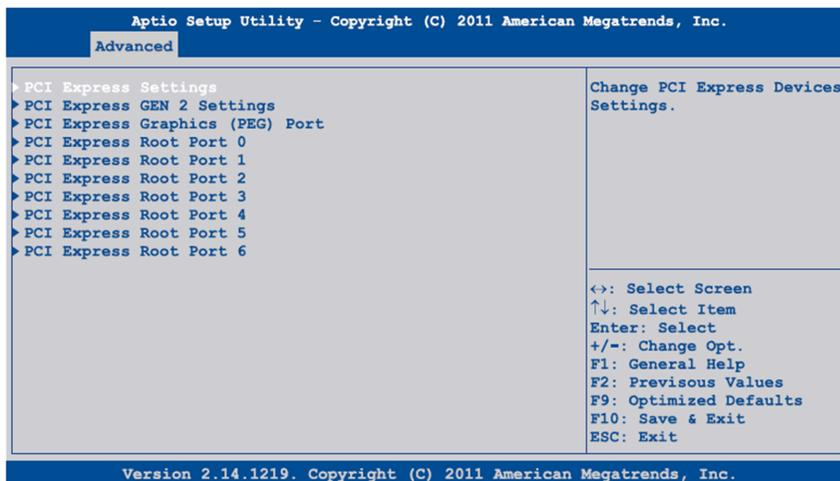 Aptio Setup Utility – Copyright (C) 2011 American Megatrends, Inc.
Advanced
PCI Express Settings
PCI Express GEN 2 Settings
PCI Express Graphics (PEG) Port
PCI Express Root Port 0
PCI Express Root Port 1
PCI Express Root Port 2
PCI Express Root Port 3
PCI Express Root Port 4
PCI Express Root Port 5
PCI Express Root Port 6
Change PCI Express Devices
Settings.
↔: Select Screen
↑↓: Select Item
Enter: Select
+/-: Change Opt.
F1: General Help
F2: Previsous Values
F9: Optimized Defaults
F10: Save & Exit
ESC: Exit
Version 2.14.1219. Copyright (C) 2011 American Megatrends, Inc.